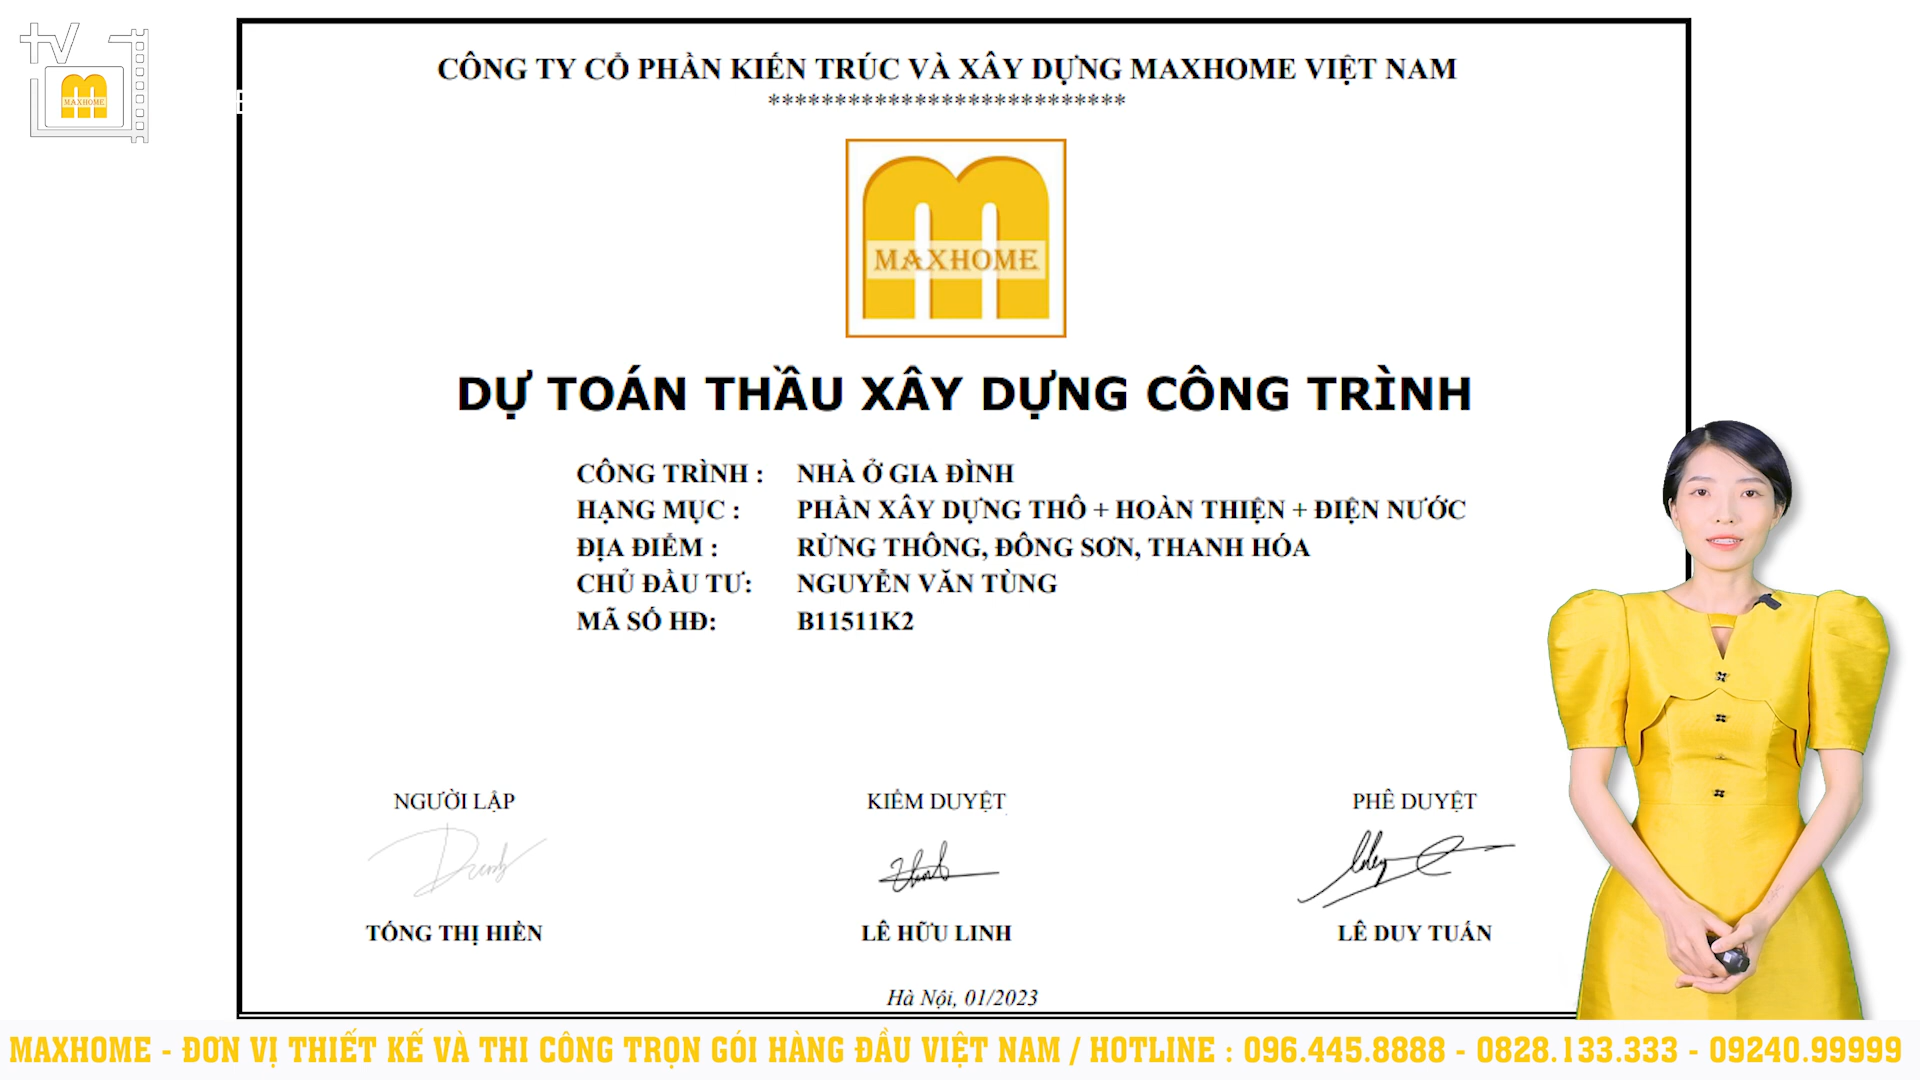 TV
MAXHOME
CÔNG TY CỔ PHẦN KIẾN TRÚC VÀ XÂY DỰNG MAXHOME VIỆT NAM
***************************
MAXHOME
DỰ TOÁN THẦU XÂY DỰNG CÔNG TRÌNH
CÔNG TRÌNH : NHÀ Ở GIA ĐÌNH
HẠNG MỤC : PHẦN XÂY DỰNG THÔ + HOÀN THIỆN + ĐIỆN NƯỚC
ĐỊA ĐIỂM : RỪNG THÔNG, ĐÔNG SƠN, THANH HÓA
CHỦ ĐẦU TƯ: NGUYỄN VĂN TÙNG
MÃ SỐ HĐ: B11511K2
NGƯỜI LẬP KIỂM DUYỆT PHÊ DUYỆT
TỐNG THỊ HIỀN LÊ HỮU LINH LÊ DUY TUẤN
Hà Nội, 01/2023
MAXHOME - ĐƠN VỊ THIẾT KẾ VÀ THI CÔNG TRỌN GÓI HÀNG ĐẦU VIỆT NAM / HOTLINE : 096.445.8888 - 0828.133.333 - 09240.99999